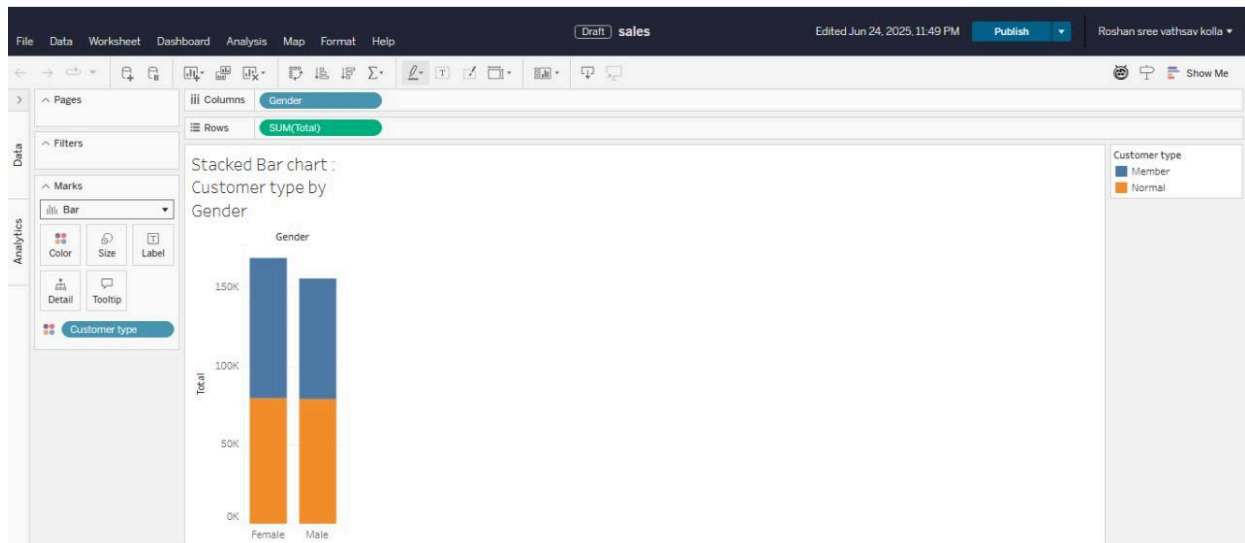 Draft sales
Edited Jun 24, 2025, 11:49 PM
Publish
Roshan sree vathsav kolla
File Data Worksheet Dashboard Analysis Map Format Help
Show Me
Data
Analytics
Pages
Filters
Marks
Bar
Color Size Label
Detail Tooltip
Customer type
Columns Gender
Rows SUM(Total)
Stacked Bar chart :
Customer type by
Gender
Gender
Total
150K
100K
50K
0K
Female Male
Customer type
Member
Normal